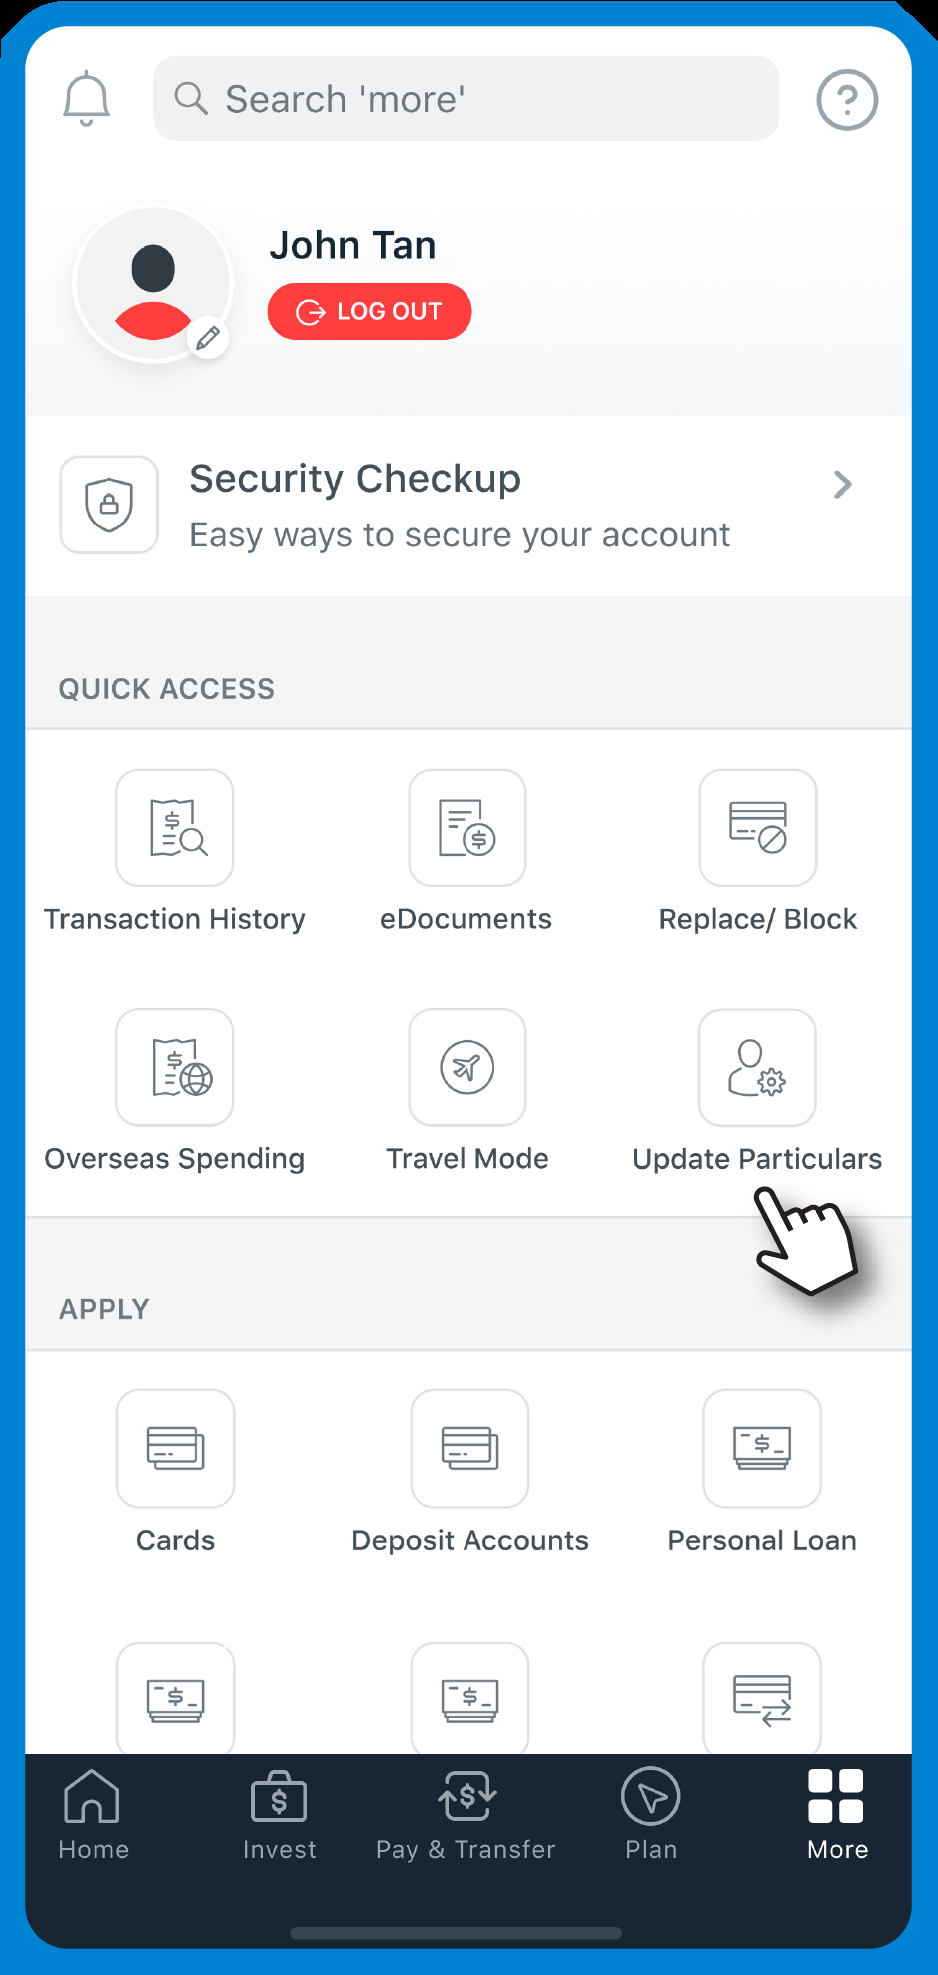 Search 'more'
John Tan
LOG OUT
Security Checkup
Easy ways to secure your account
QUICK ACCESS
Transaction History
eDocuments
Replace/ Block
Overseas Spending
Travel Mode
Update Particulars
APPLY
Cards
Deposit Accounts
Personal Loan
Home
Invest
Pay & Transfer
Plan
More